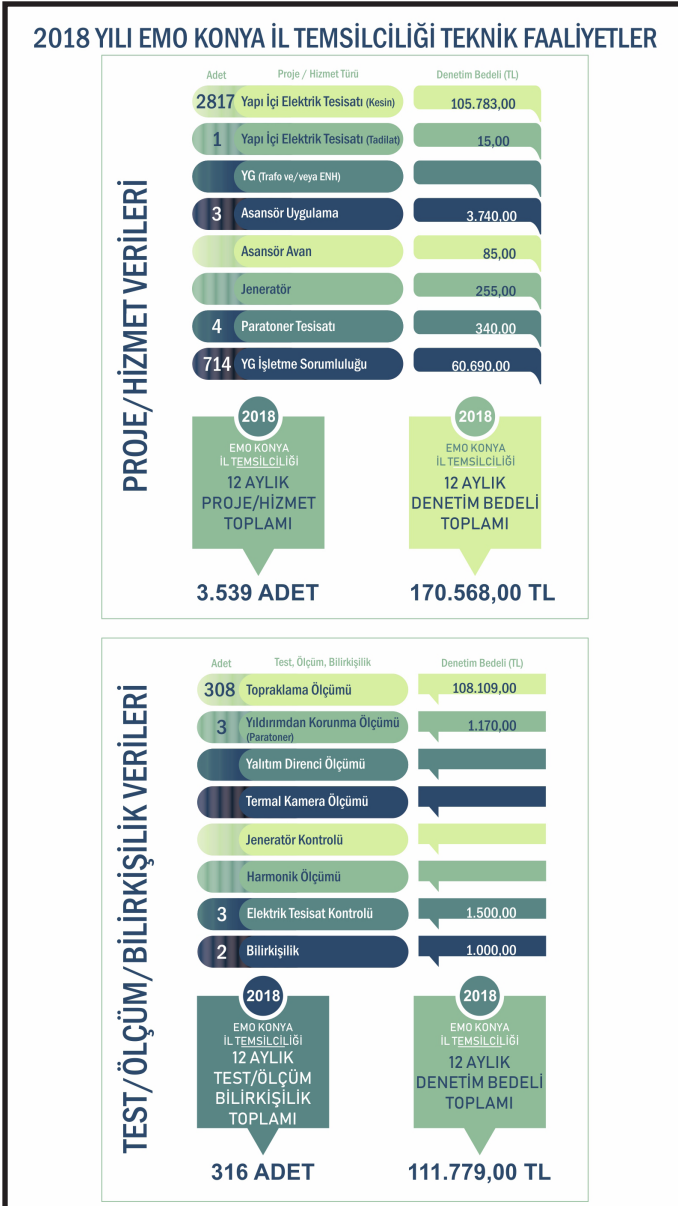 2018 YILI EMO KONYA İL TEMSİLCİLİĞİ TEKNİK FAALİYETLER
PROJE/HİZMET VERİLERİ
Adet Proje / Hizmet Türü Denetim Bedeli (TL)
2817 Yapı İçi Elektrik Tesisatı (Kesin) 105.783,00
1 Yapı İçi Elektrik Tesisatı (Tadilat) 15,00
YG (Trafo ve/veya ENH)
3 Asansör Uygulama 3.740,00
Asansör Avan 85,00
Jeneratör 255,00
4 Paratoner Tesisatı 340,00
714 YG İşletme Sorumluluğu 60.690,00
2018
EMO KONYA
İL TEMSİLCİLİĞİ
12 AYLIK
PROJE/HİZMET
TOPLAMI
3.539 ADET
2018
EMO KONYA
İL TEMSİLCİLİĞİ
12 AYLIK
DENETİM BEDELİ
TOPLAMI
170.568,00 TL
TEST/ÖLÇÜM/BİLİRKİŞİLİK VERİLERİ
Adet Test, Ölçüm, Bilirkişilik Denetim Bedeli (TL)
308 Topraklama Ölçümü 108.109,00
3 Yıldırımdan Korunma Ölçümü 1.170,00
(Paratoner)
Yalıtım Direnci Ölçümü
Termal Kamera Ölçümü
Jeneratör Kontrolü
Harmonik Ölçümü
3 Elektrik Tesisat Kontrolü 1.500,00
2 Bilirkişilik 1.000,00
2018
EMO KONYA
İL TEMSİLCİLİĞİ
12 AYLIK
TEST/ÖLÇÜM
BİLİRKİŞİLİK
TOPLAMI
316 ADET
2018
EMO KONYA
İL TEMSİLCİLİĞİ
12 AYLIK
DENETİM BEDELİ
TOPLAMI
111.779,00 TL